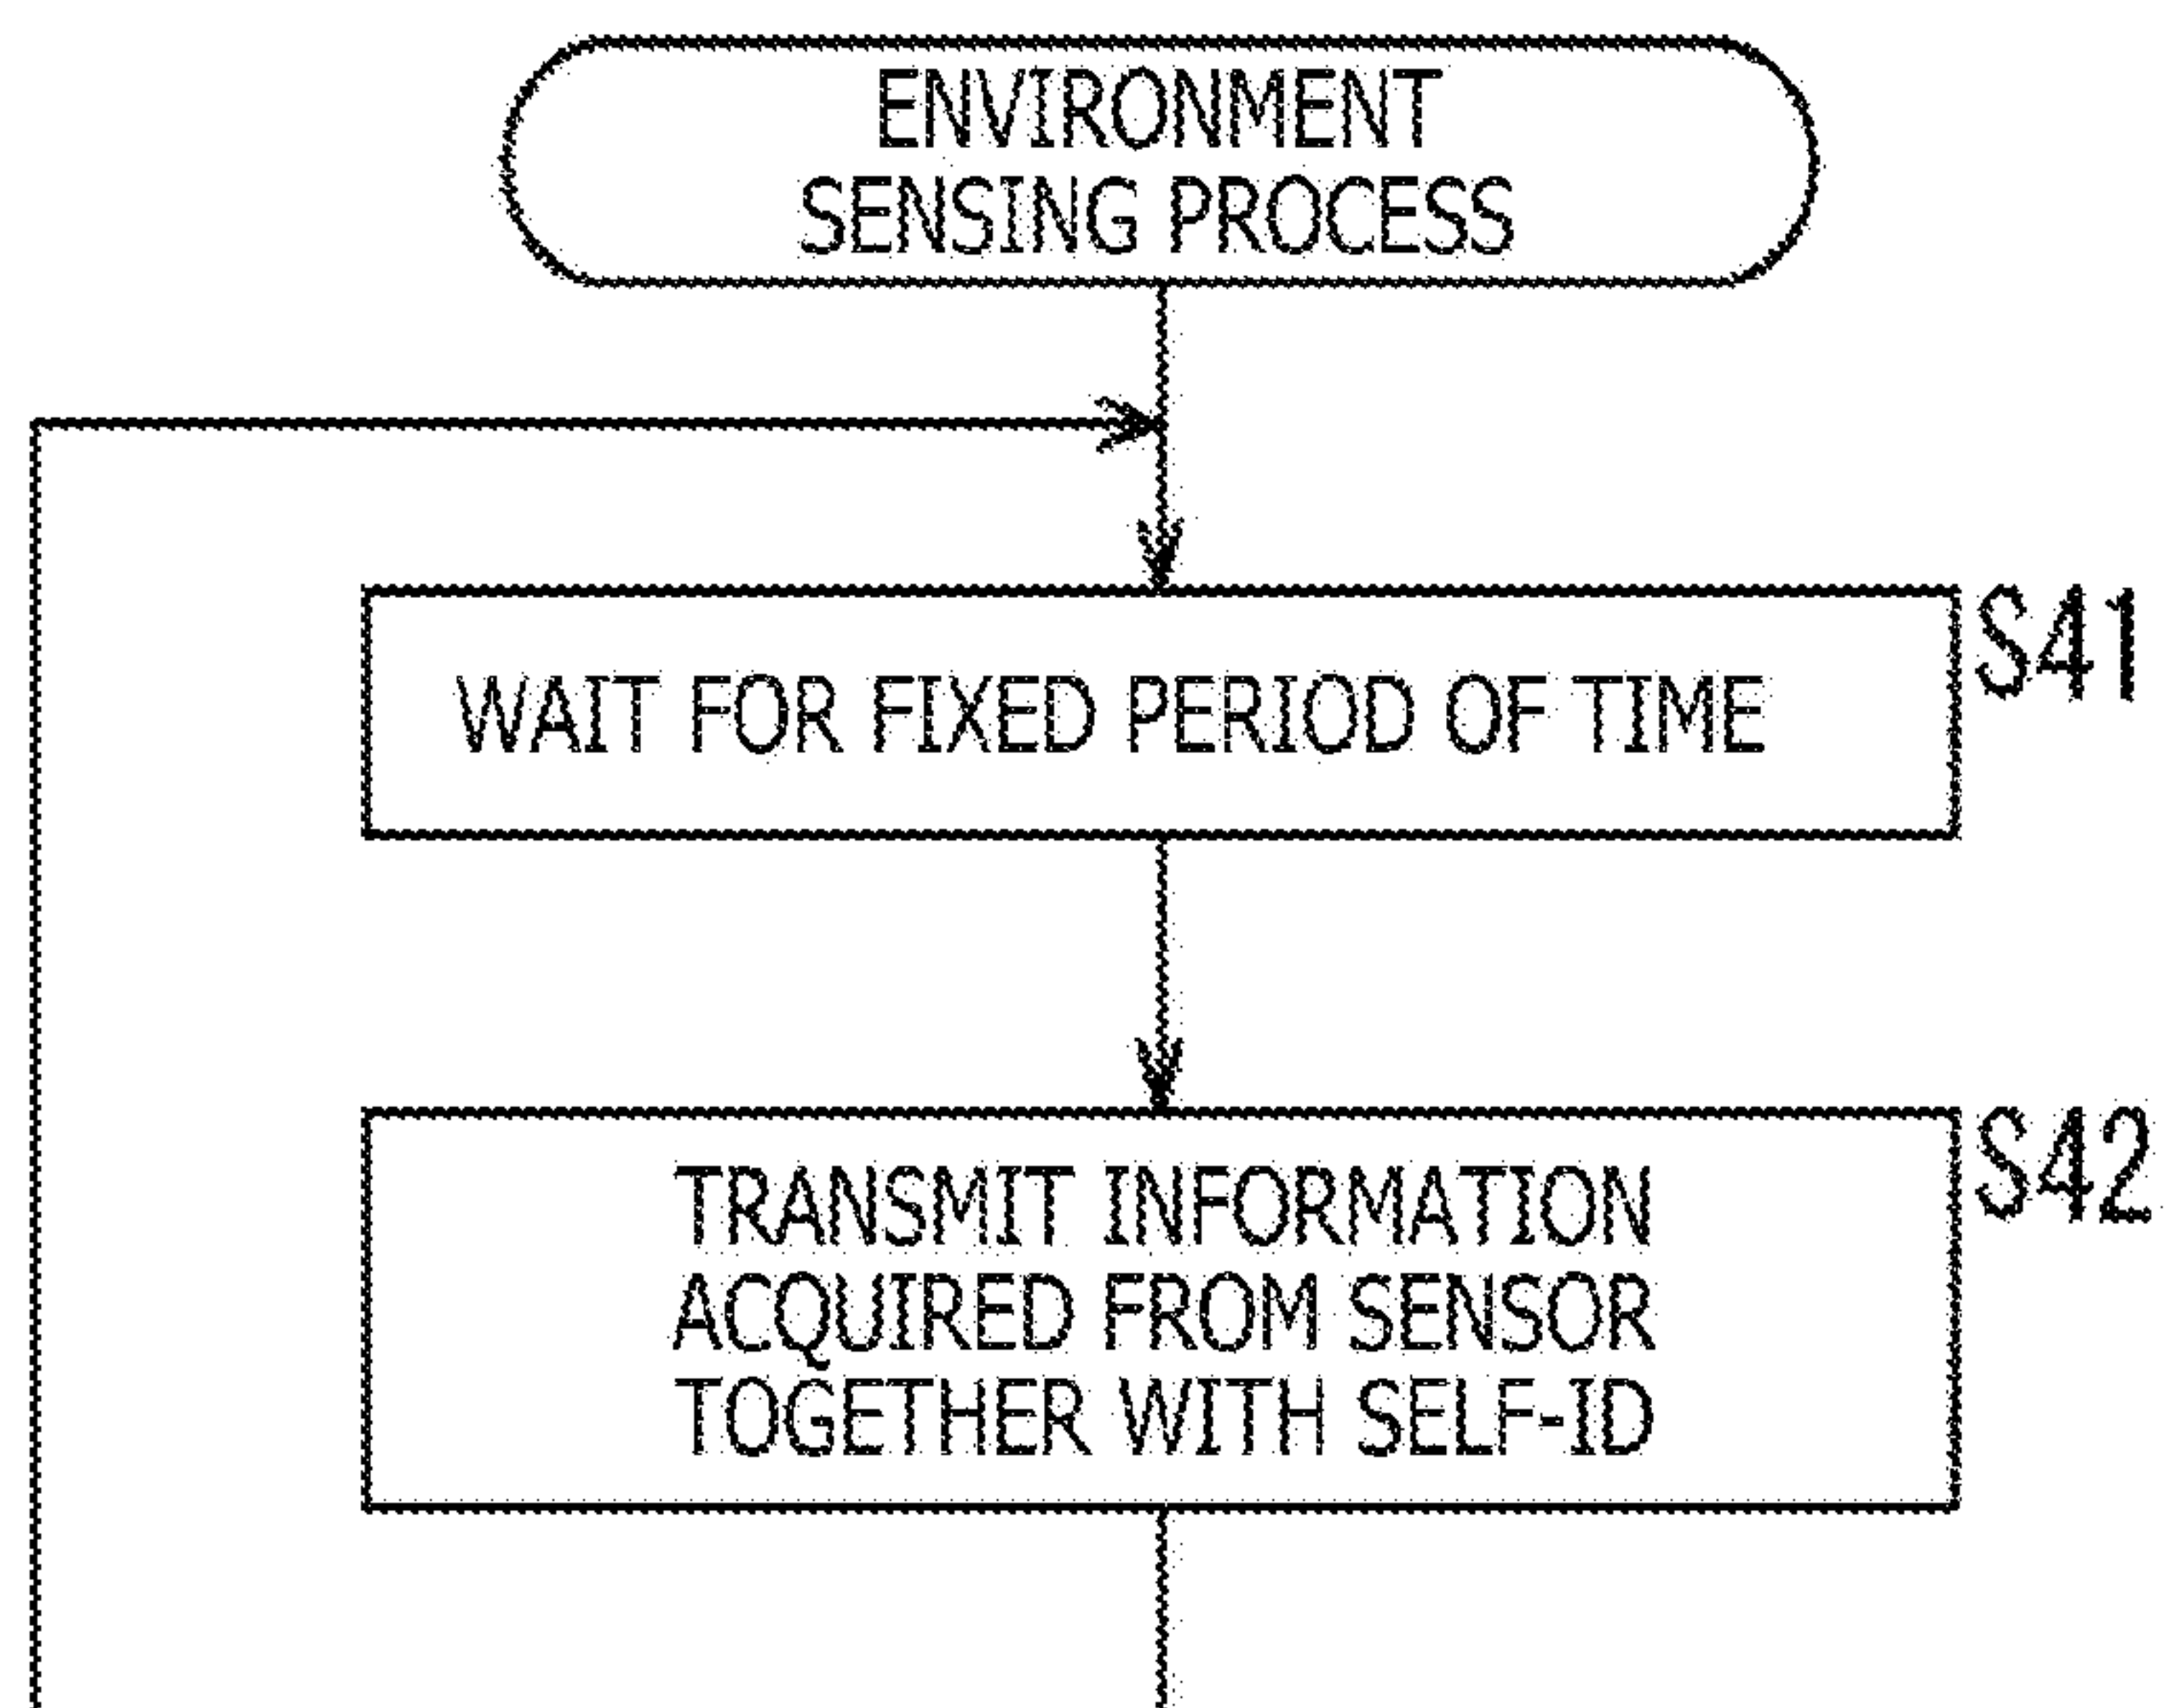 ENVIRONMENT
SENSING PROCESS
S41
WAIT FOR FIXED PERIOD OF TIME
S42
TRANSMIT INFORMATION
ACQUIRED FROM SENSOR
TOGETHER WITH SELF-ID